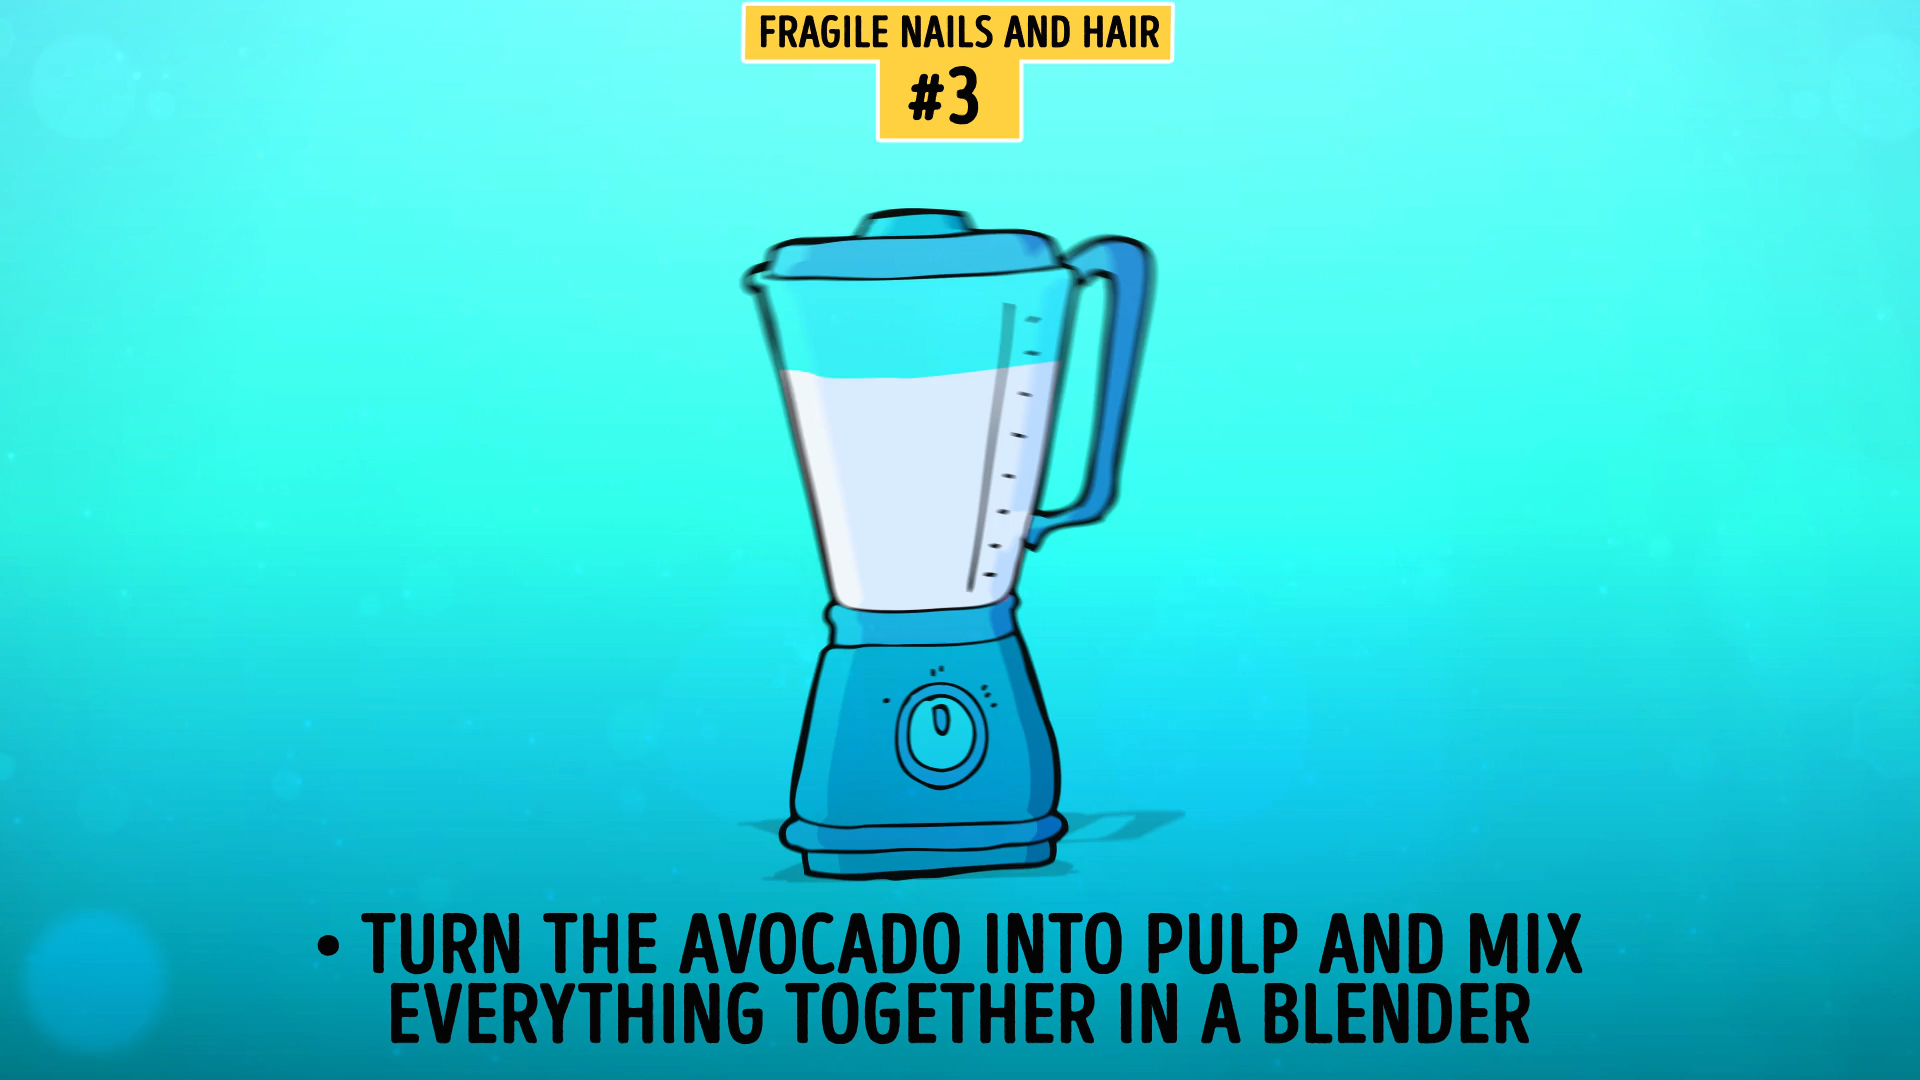 FRAGILE NAILS AND HAIR
#3
• TURN THE AVOCADO INTO PULP AND MIX
EVERYTHING TOGETHER IN A BLENDER